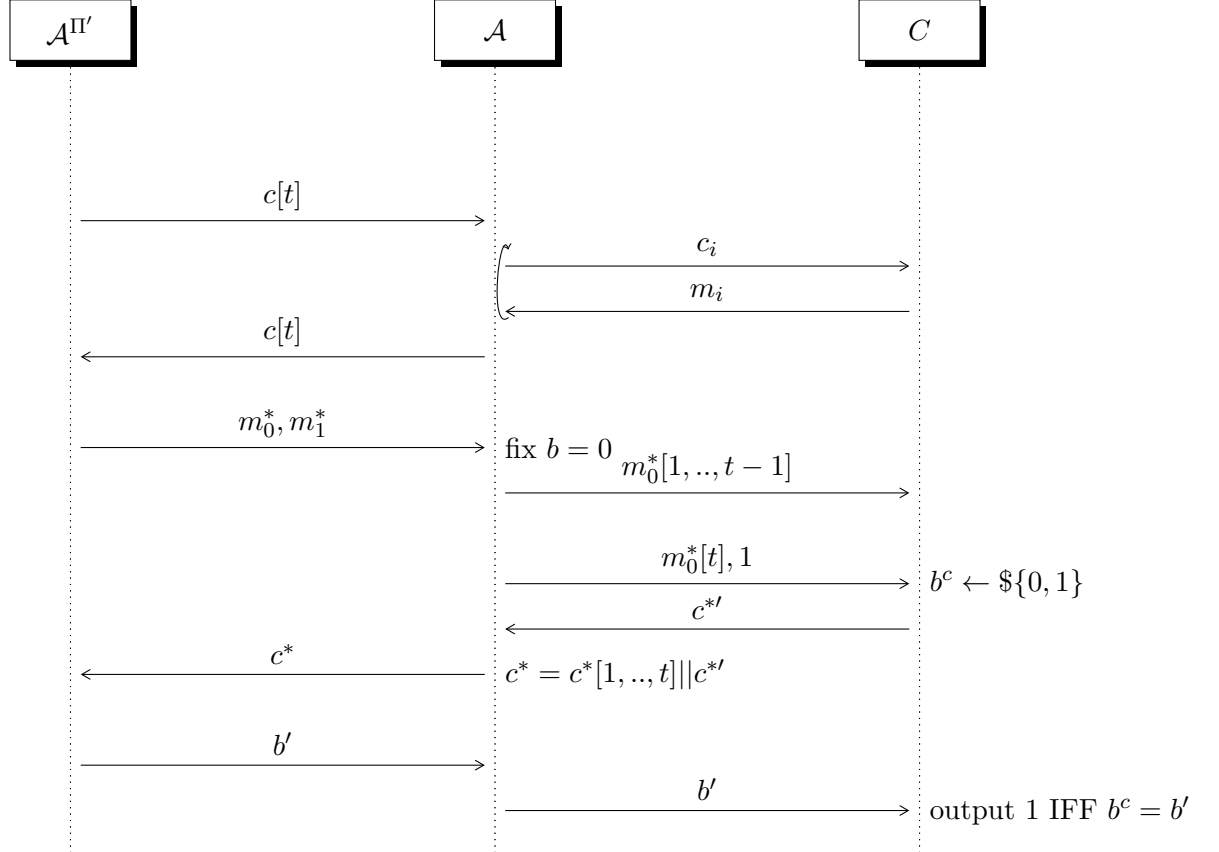 𝒜^Π′
𝒜
C
c[t]
c_i
m_i
c[t]
m_0^*, m_1^*
fix b = 0
m_0^*[1, .., t − 1]
m_0^*[t], 1
b^c ← ${0, 1}
c^*′
c^*
c^* = c^*[1, .., t]||c^*′
b′
b′
output 1 IFF b^c = b′